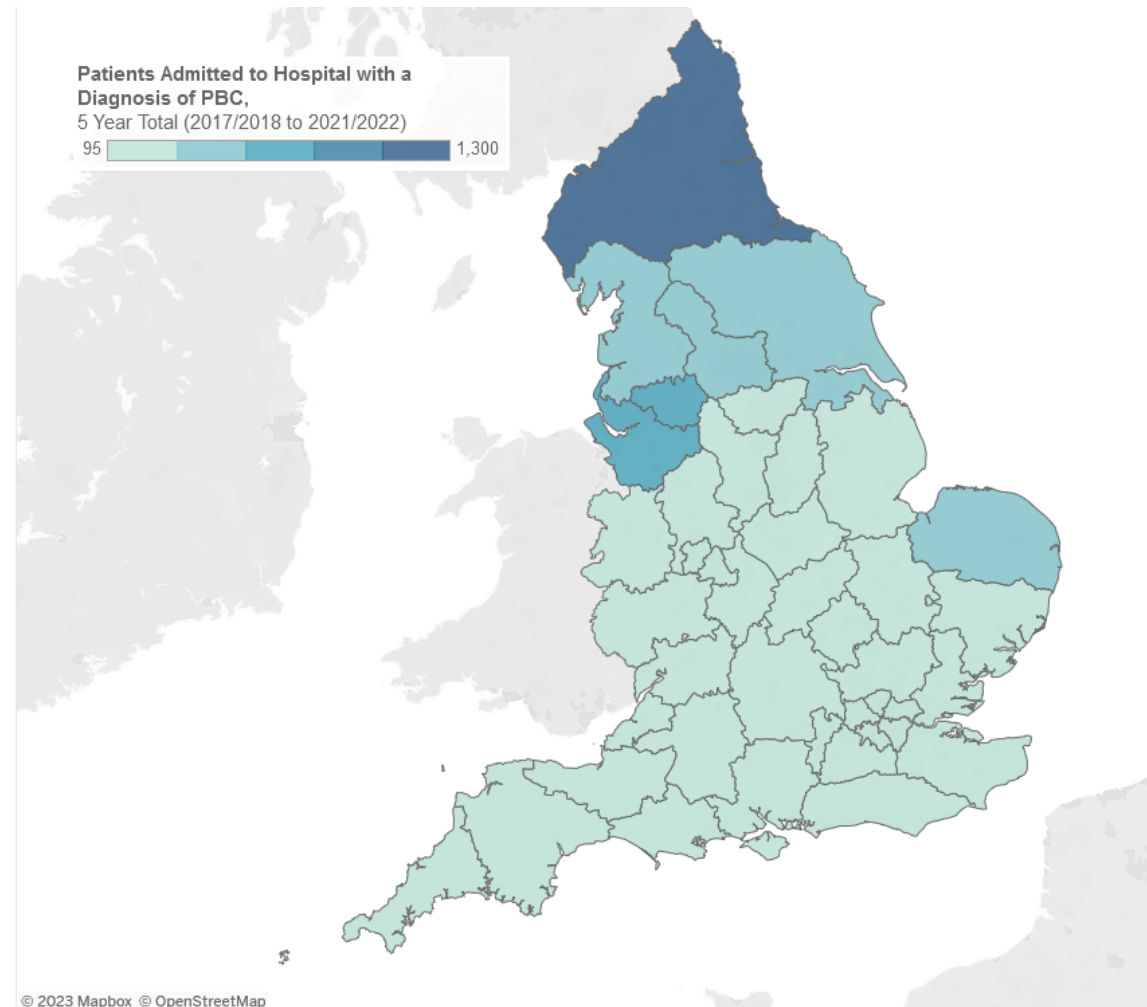 Patients Admitted to Hospital with a
Diagnosis of PBC,
5 Year Total (2017/2018 to 2021/2022)
95 1,300
© 2023 Mapbox © OpenStreetMap